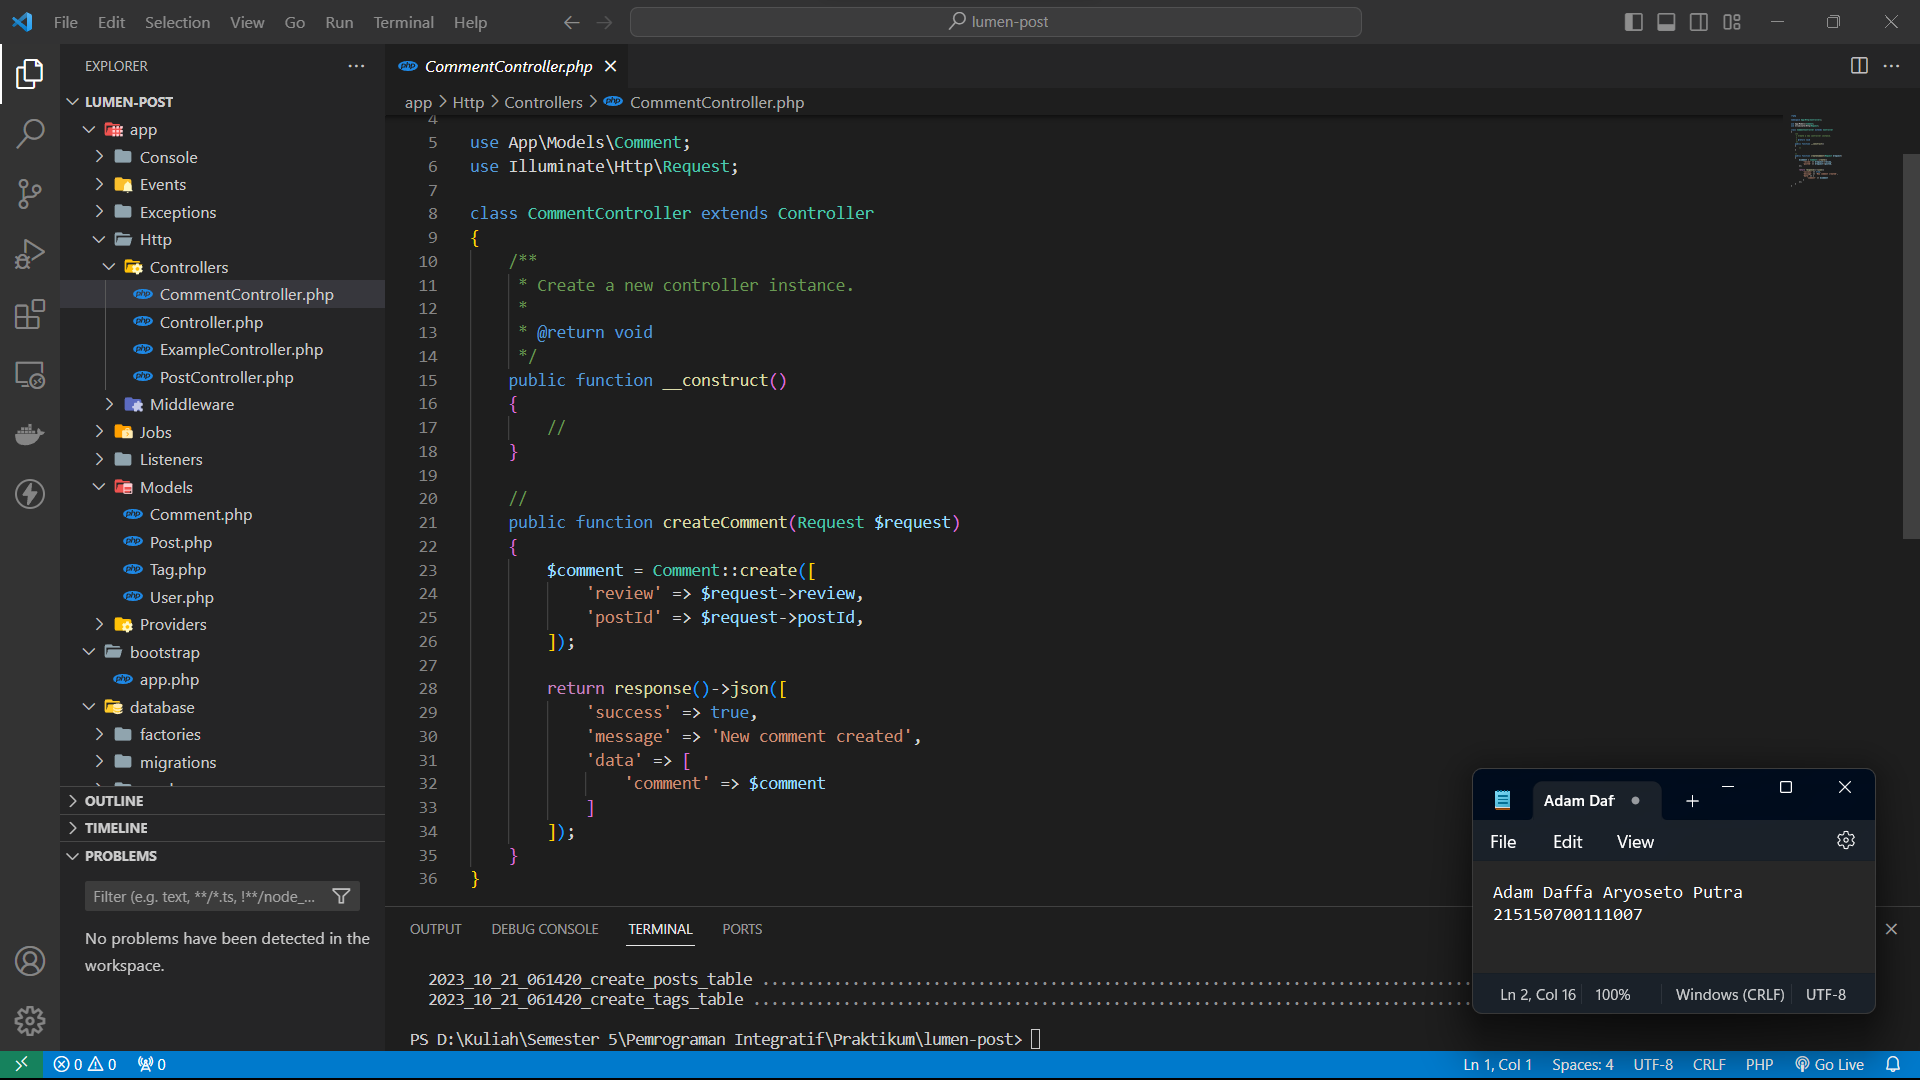 File Edit Selection View Go Run Terminal Help
lumen-post
EXPLORER
LUMEN-POST
app
Console
Events
Exceptions
Http
Controllers
CommentController.php
Controller.php
ExampleController.php
PostController.php
Middleware
Jobs
Listeners
Models
Comment.php
Post.php
Tag.php
User.php
Providers
bootstrap
app.php
database
factories
migrations
OUTLINE
TIMELINE
PROBLEMS
Filter (e.g. text, **/*.ts, !**/node_...
No problems have been detected in the
workspace.
CommentController.php
app > Http > Controllers > CommentController.php
4
5 use App\Models\Comment;
6 use Illuminate\Http\Request;
7
8 class CommentController extends Controller
9 {
10 /**
11 * Create a new controller instance.
12 *
13 * @return void
14 */
15 public function __construct()
16 {
17 //
18 }
19
20 //
21 public function createComment(Request $request)
22 {
23 $comment = Comment::create([
24 'review' => $request->review,
25 'postId' => $request->postId,
26 ]);
27
28 return response()->json([
29 'success' => true,
30 'message' => 'New comment created',
31 'data' => [
32 'comment' => $comment
33 ]
34 ]);
35 }
36 }
OUTPUT DEBUG CONSOLE TERMINAL PORTS
2023_10_21_061420_create_posts_table
2023_10_21_061420_create_tags_table
PS D:\Kuliah\Semester 5\Pemrograman Integratif\Praktikum\lumen-post>
Adam Daf
File Edit View
Adam Daffa Aryoseto Putra
215150700111007
Ln 2, Col 16 100% Windows (CRLF) UTF-8
0 0 0
Ln 1, Col 1 Spaces: 4 UTF-8 CRLF PHP Go Live